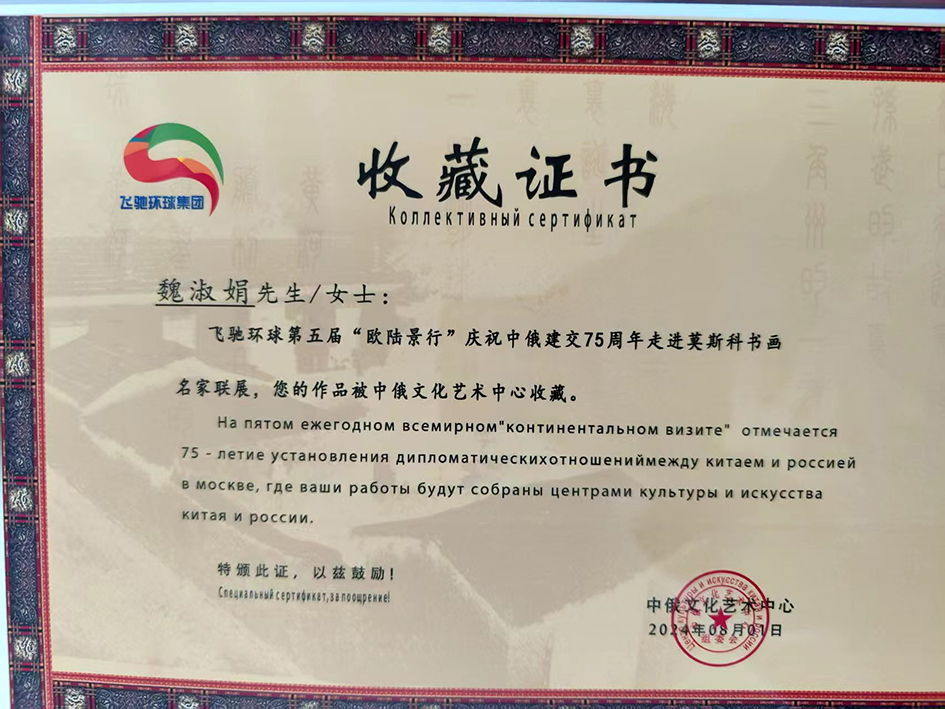 飞驰环球集团
收藏证书
Коллективный сертификат
魏淑娟先生/女士：
飞驰环球第五届“欧陆景行”庆祝中俄建交75周年走进莫斯科书画
名家联展，您的作品被中俄文化艺术中心收藏。
На пятом ежегодном всемирном"континентальном визите" отмечается
75 - летие установления дипломатическихотношениймежду китаем и россией
в москве, где ваши работы будут собраны центрами культуры и искусства
китая и россии.
特颁此证，以兹鼓励！
Специальный сертификат,за поощрение!
中俄文化艺术中心
2024年08月01日
组委会